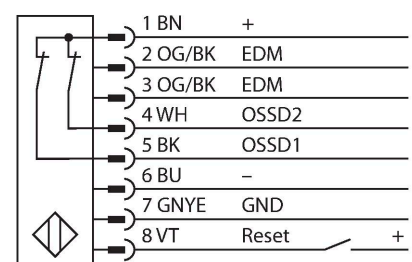 1 BN +
2 OG/BK EDM
3 OG/BK EDM
4 WH OSSD2
5 BK OSSD1
6 BU –
7 GNYE GND
8 VT Reset +